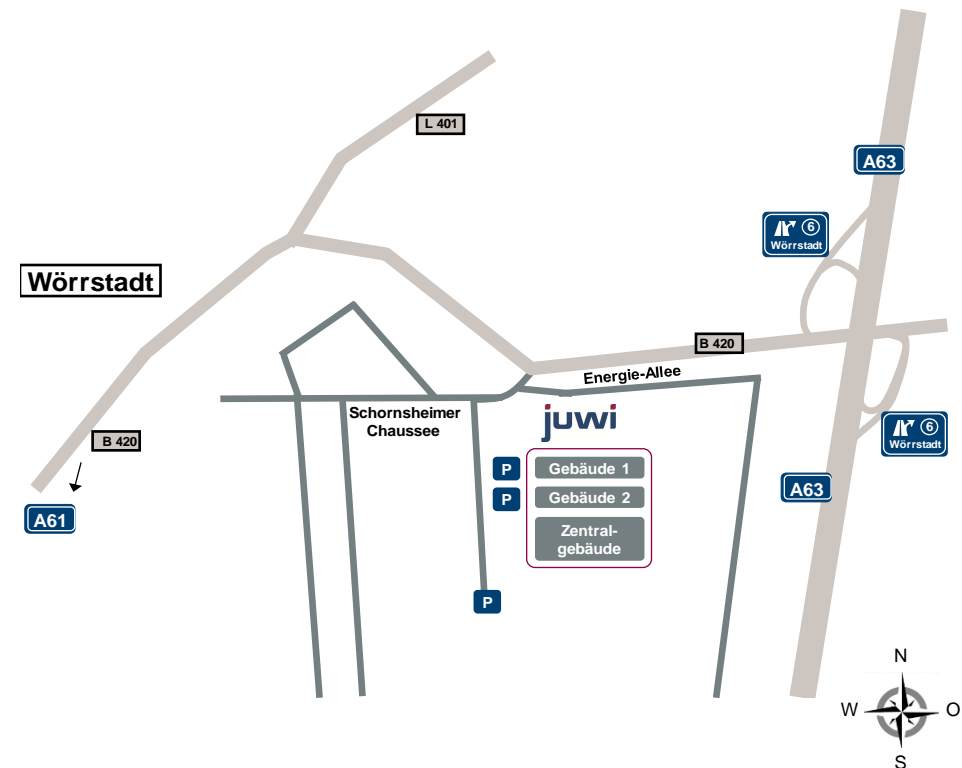 L 401
A63
6
Wörrstadt
Wörrstadt
B 420
Energie-Allee
Schornsheimer
Chaussee
juwi
6
Wörrstadt
B 420
P
Gebäude 1
P
Gebäude 2
A63
A61
Zentral-
gebäude
P
N
W
O
S